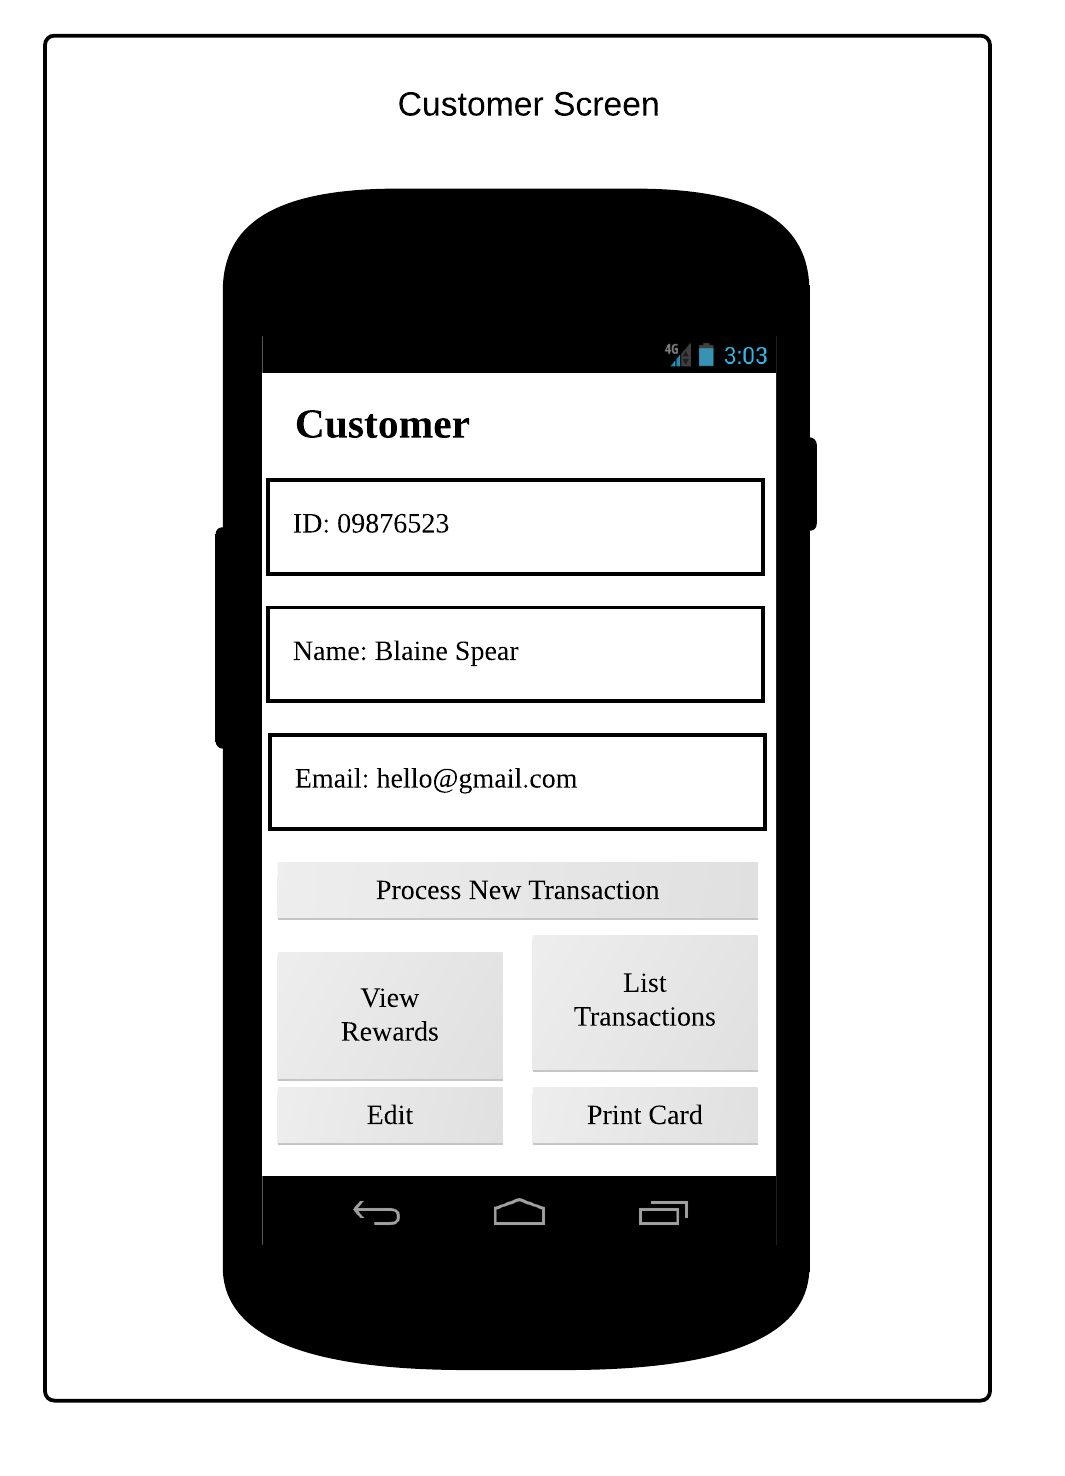 Customer Screen
4G 3:03
Customer
ID: 09876523
Name: Blaine Spear
Email: hello@gmail.com
Process New Transaction
View
Rewards
List
Transactions
Edit
Print Card